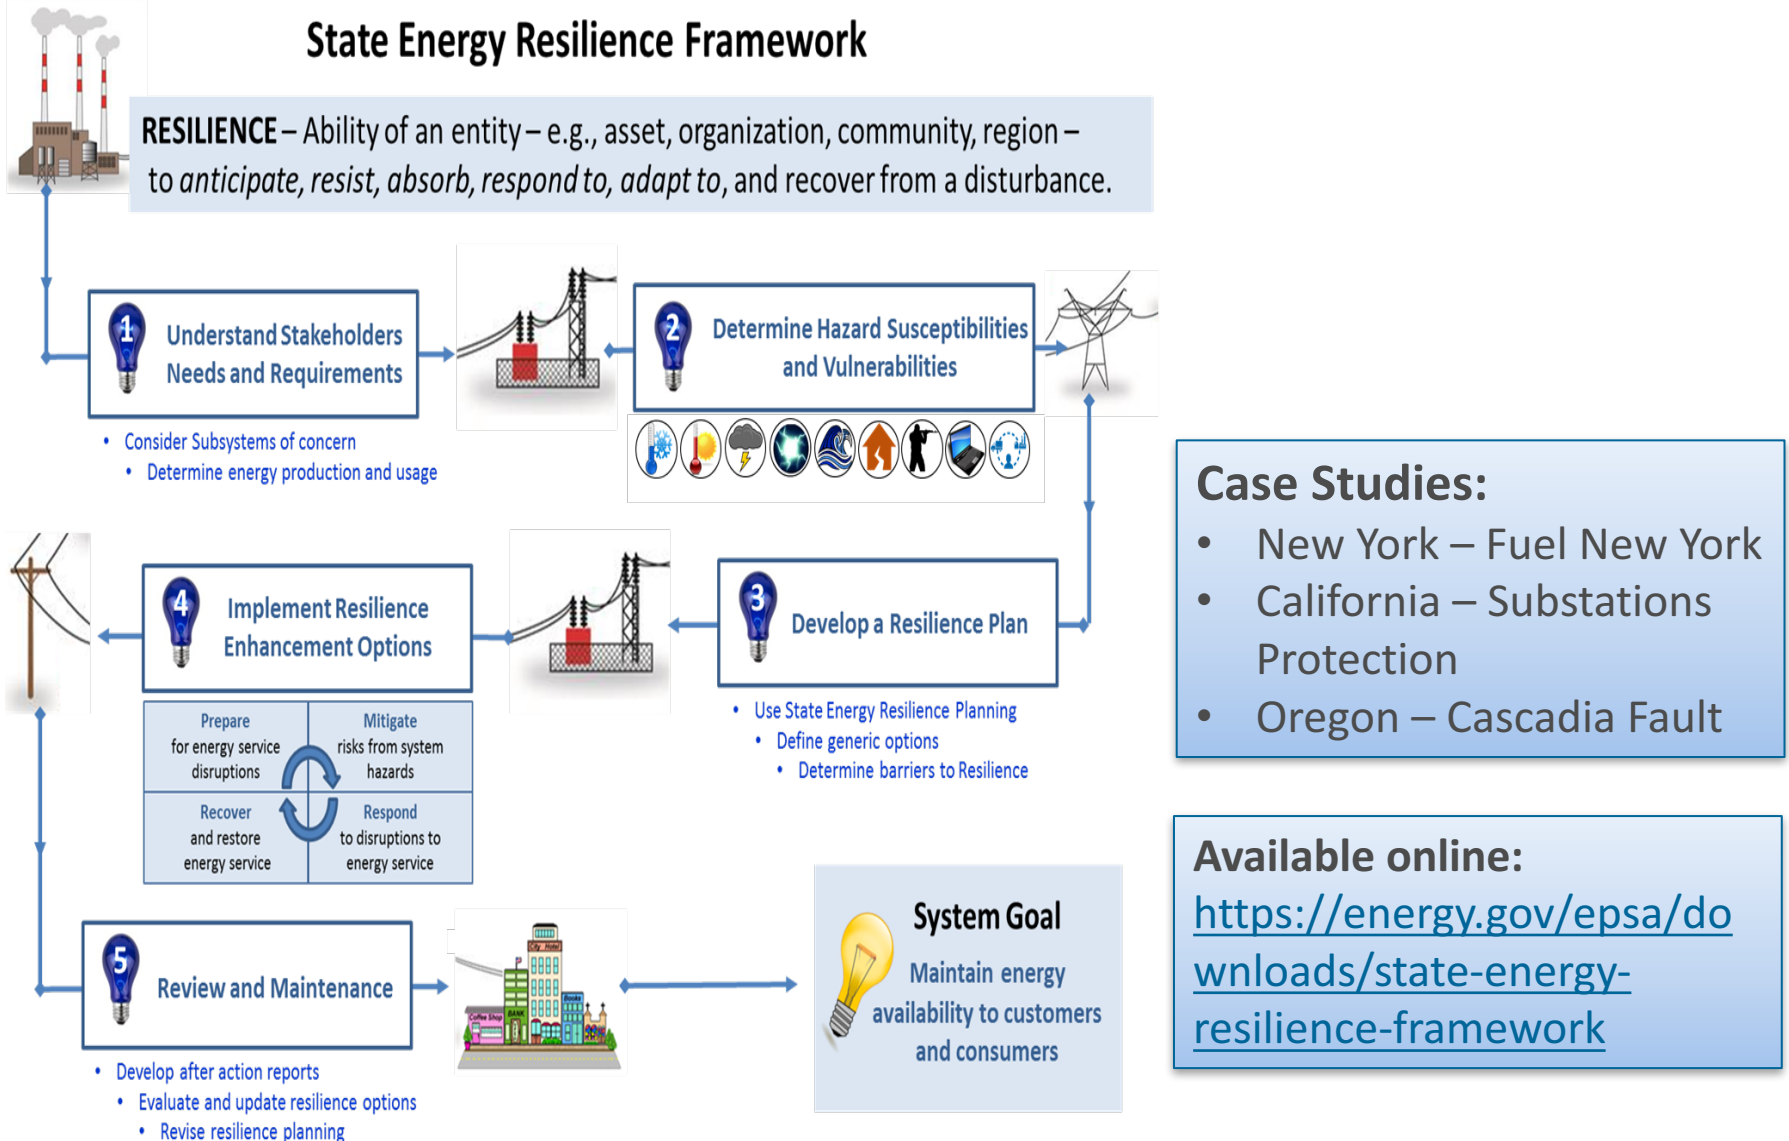 State Energy Resilience Framework
RESILIENCE – Ability of an entity – e.g., asset, organization, community, region –
to anticipate, resist, absorb, respond to, adapt to, and recover from a disturbance.
1
Understand Stakeholders
Needs and Requirements
• Consider Subsystems of concern
• Determine energy production and usage
2
Determine Hazard Susceptibilities
and Vulnerabilities
3
Develop a Resilience Plan
• Use State Energy Resilience Planning
• Define generic options
• Determine barriers to Resilience
4
Implement Resilience
Enhancement Options
Prepare
for energy service
disruptions
Mitigate
risks from system
hazards
Recover
and restore
energy service
Respond
to disruptions to
energy service
5
Review and Maintenance
• Develop after action reports
• Evaluate and update resilience options
• Revise resilience planning
City Hotel
Coffee Shop
BANK
Books
System Goal
Maintain energy
availability to customers
and consumers
Case Studies:
• New York – Fuel New York
• California – Substations
Protection
• Oregon – Cascadia Fault
Available online:
https://energy.gov/epsa/do
wnloads/state-energy-
resilience-framework